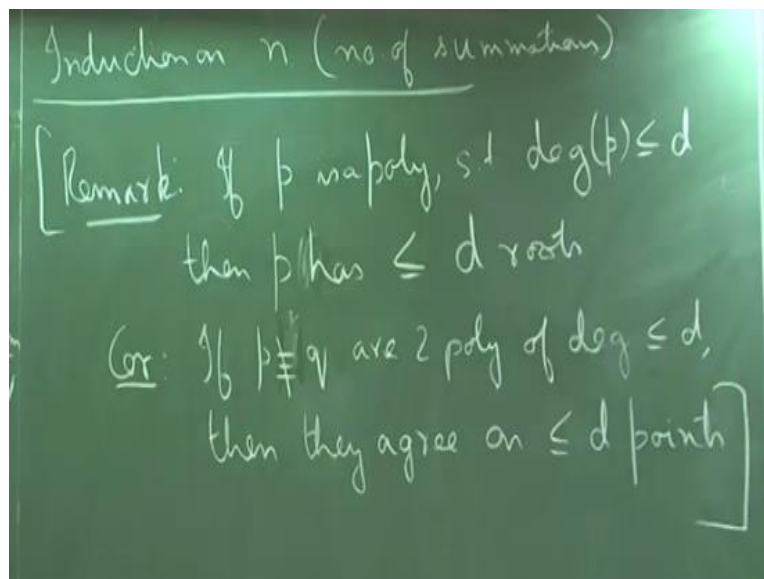 Induction on n (no. of summations)
[Remark: If p is a poly, s.t deg(p) ≤ d
then p has ≤ d roots
Cor: If p ≢ q are 2 poly of deg ≤ d,
then they agree on ≤ d points]